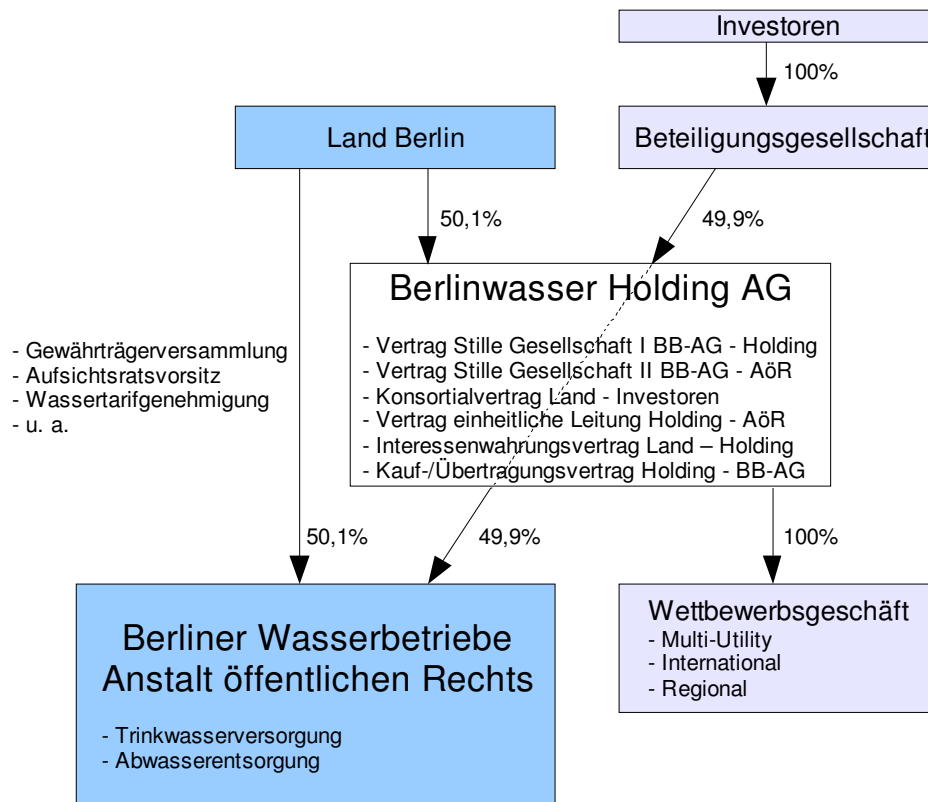 Investoren
100%
Land Berlin
Beteiligungsgesellschaft
50,1%
49,9%
Berlinwasser Holding AG
- Vertrag Stille Gesellschaft I BB-AG - Holding
- Vertrag Stille Gesellschaft II BB-AG - AöR
- Konsortialvertrag Land - Investoren
- Vertrag einheitliche Leitung Holding - AöR
- Interessenwahrungsvertrag Land – Holding
- Kauf-/Übertragungsvertrag Holding - BB-AG
- Gewährträgerversammlung
- Aufsichtsratsvorsitz
- Wassertarifgenehmigung
- u. a.
50,1%
49,9%
100%
Berliner Wasserbetriebe
Anstalt öffentlichen Rechts
- Trinkwasserversorgung
- Abwasserentsorgung
Wettbewerbsgeschäft
- Multi-Utility
- International
- Regional